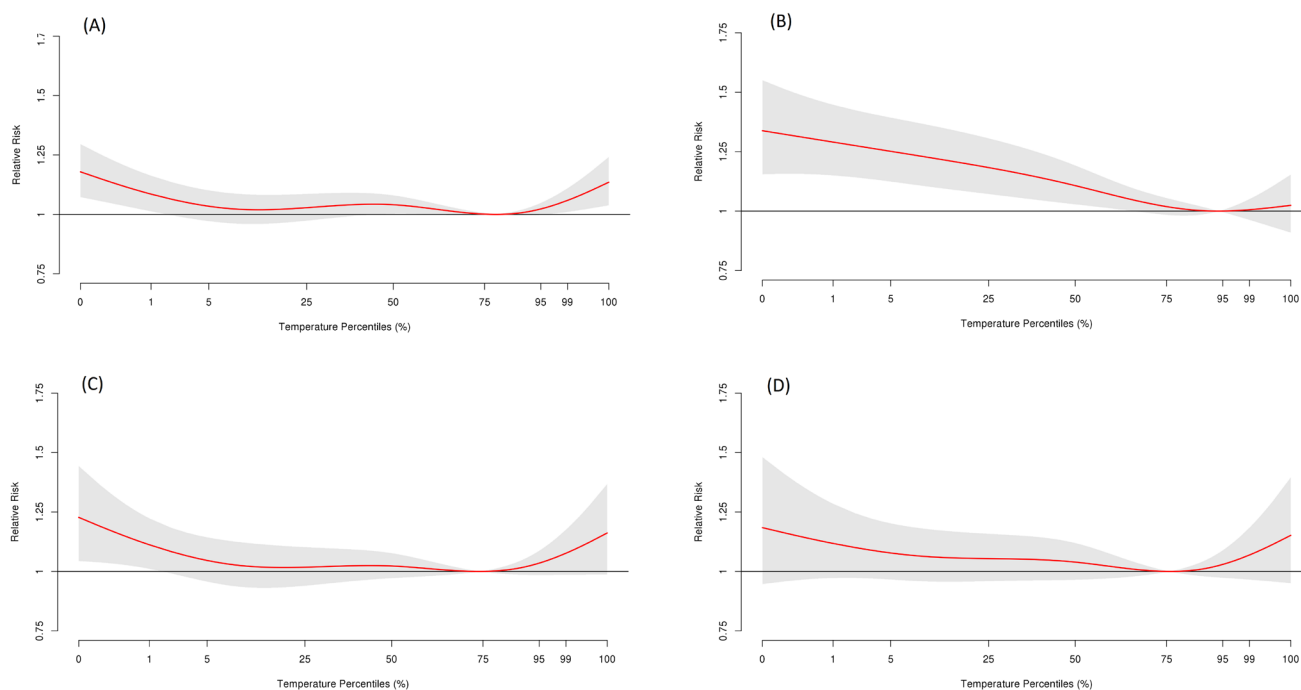 (A)
1.7
1.5
1.25
1
0.75
Relative Risk
0 1 5 25 50 75 95 99 100
Temperature Percentiles (%)
(B)
1.75
1.5
1.25
1
0.75
Relative Risk
0 1 5 25 50 75 95 99 100
Temperature Percentiles (%)
(C)
1.75
1.5
1.25
1
0.75
Relative Risk
0 1 5 25 50 75 95 99 100
Temperature Percentiles (%)
(D)
1.75
1.5
1.25
1
0.75
Relative Risk
0 1 5 25 50 75 95 99 100
Temperature Percentiles (%)